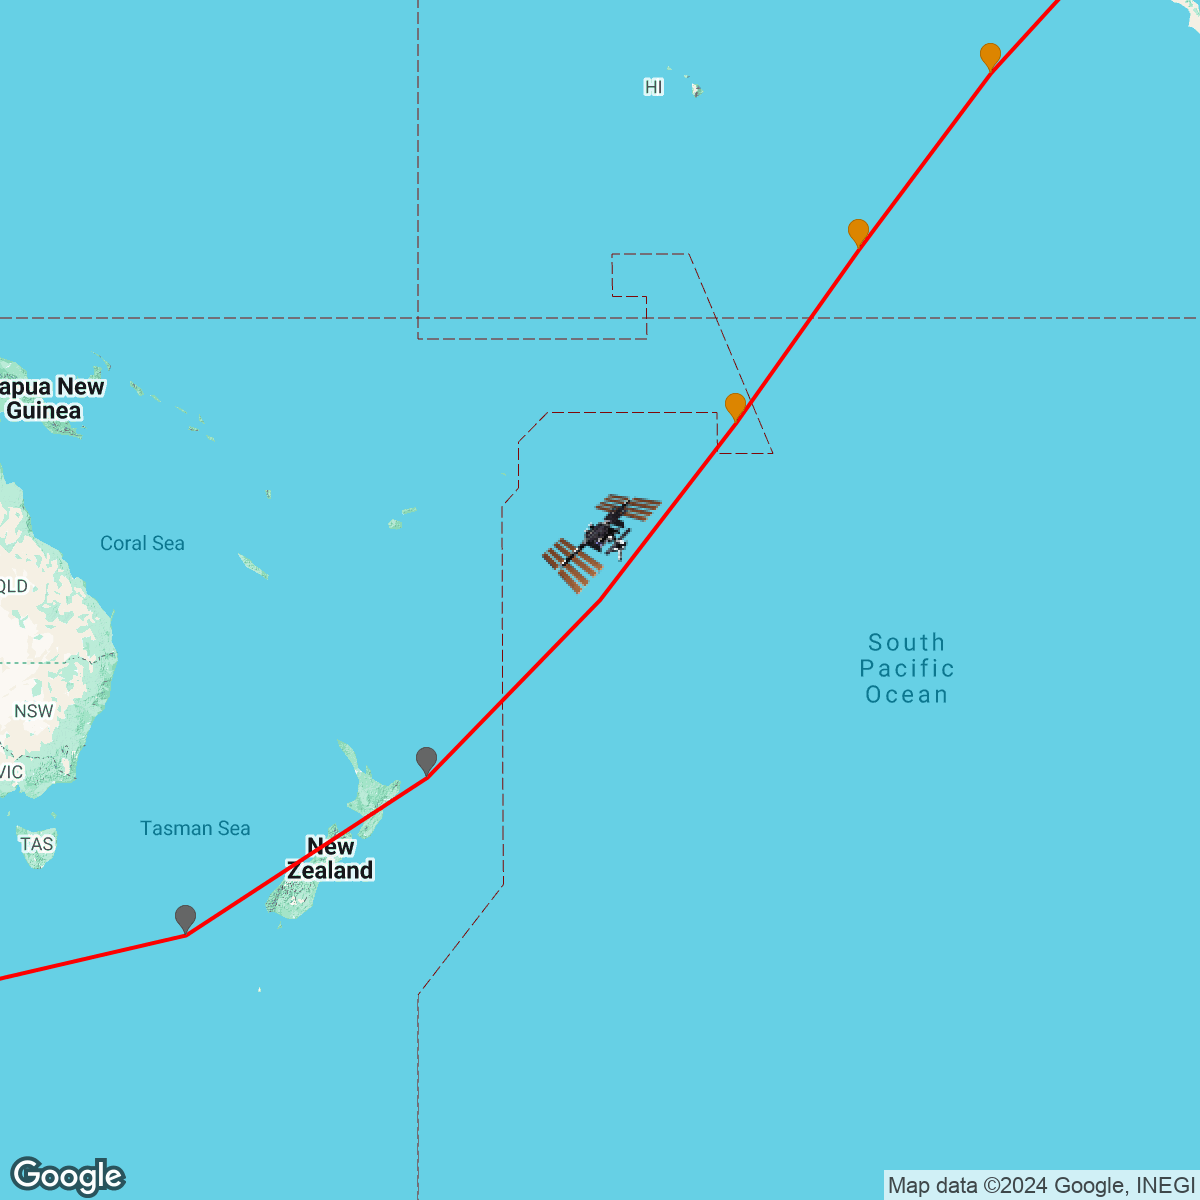 HI
apua New
Guinea
Coral Sea
QLD
South
Pacific
Ocean
NSW
VIC
Tasman Sea
TAS
New
Zealand
Google
Map data ©2024 Google, INEGI